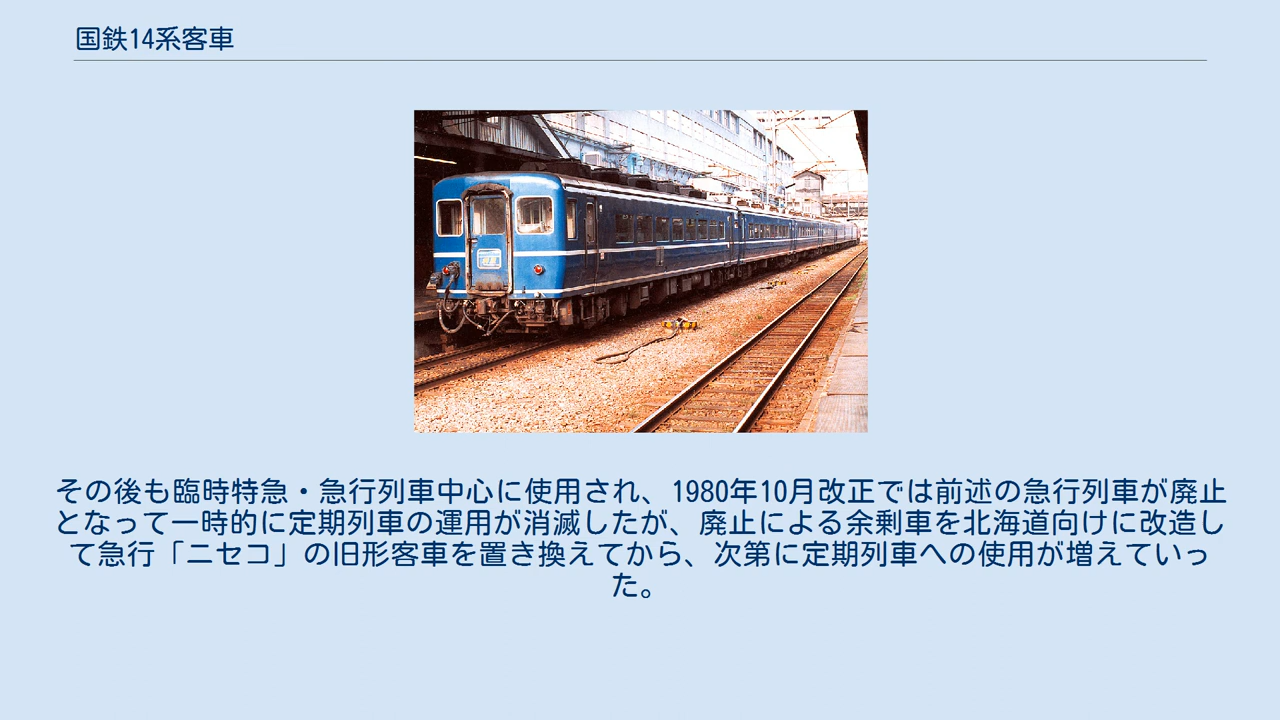 国鉄14系客車
その後も臨時特急・急行列車中心に使用され、1980年10月改正では前述の急行列車が廃止
となって一時的に定期列車の運用が消滅したが、廃止による余剰車を北海道向けに改造し
て急行「ニセコ」の旧形客車を置き換えてから、次第に定期列車への使用が増えていっ
た。